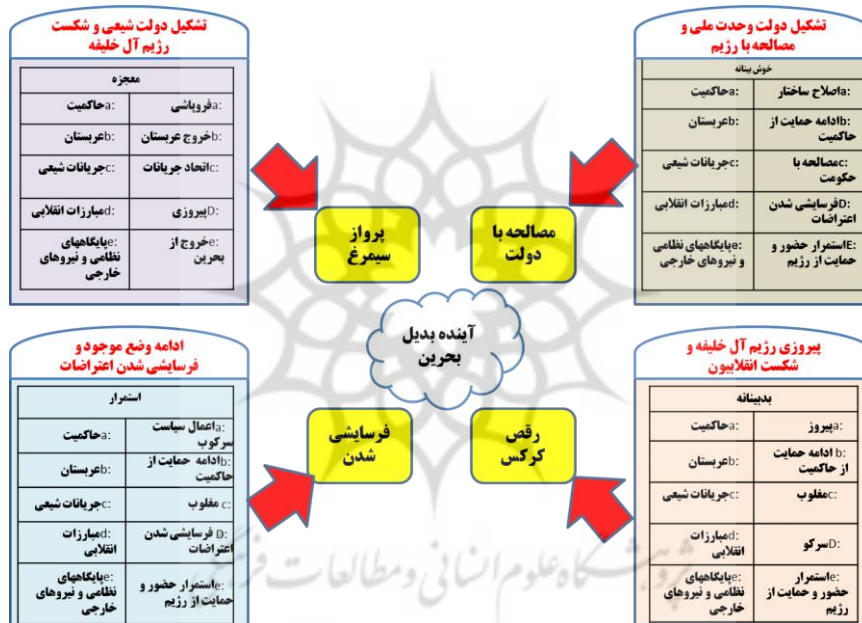 تشکیل دولت وحدت ملی و
مصالحه با رژیم
خوش بینانه
a: اصلاح ساختار
a: حاکمیت
b: ادامه حمایت از
حاکمیت
b: عربستان
c: مصالحه با
حکومت
c: جریانات شیعی
D: فرسایشی شدن
اعتراضات
d: مبارزات انقلابی
E: استمرار حضور و
حمایت از رژیم
e: پایگاههای نظامی
و نیروهای خارجی
تشکیل دولت شیعی و شکست
رژیم آل خلیفه
معجزه
a: فروپاشی
a: حاکمیت
b: خروج عربستان
b: عربستان
c: اتحاد جریانات
c: جریانات شیعی
D: پیروزی
d: مبارزات انقلابی
e: خروج از
بحرین
e: پایگاههای
نظامی و نیروهای
خارجی
مصالحه با
دولت
پرواز
سیمرغ
آینده بدیل
بحرین
رقص
کرکس
فرسایشی
شدن
پیروزی رژیم آل خلیفه و
شکست انقلابیون
بدبینانه
a: پیروز
a: حاکمیت
b: ادامه حمایت
از حاکمیت
b: عربستان
c: مغلوب
c: جریانات شیعی
D: سرکو
d: مبارزات
انقلابی
e: استمرار
حضور و حمایت از
رژیم
e: پایگاههای
نظامی و نیروهای
خارجی
ادامه وضع موجود و
فرسایشی شدن اعتراضات
استمرار
a: اعمال سیاست
سرکوب
a: حاکمیت
b: ادامه حمایت از
حاکمیت
b: عربستان
c: مغلوب
c: جریانات شیعی
D: فرسایشی شدن
اعتراضات
d: مبارزات
انقلابی
e: استمرار حضور و
حمایت از رژیم
e: پایگاههای
نظامی و نیروهای
خارجی
پژوهشگاه علوم انسانی و مطالعات فرهنگی